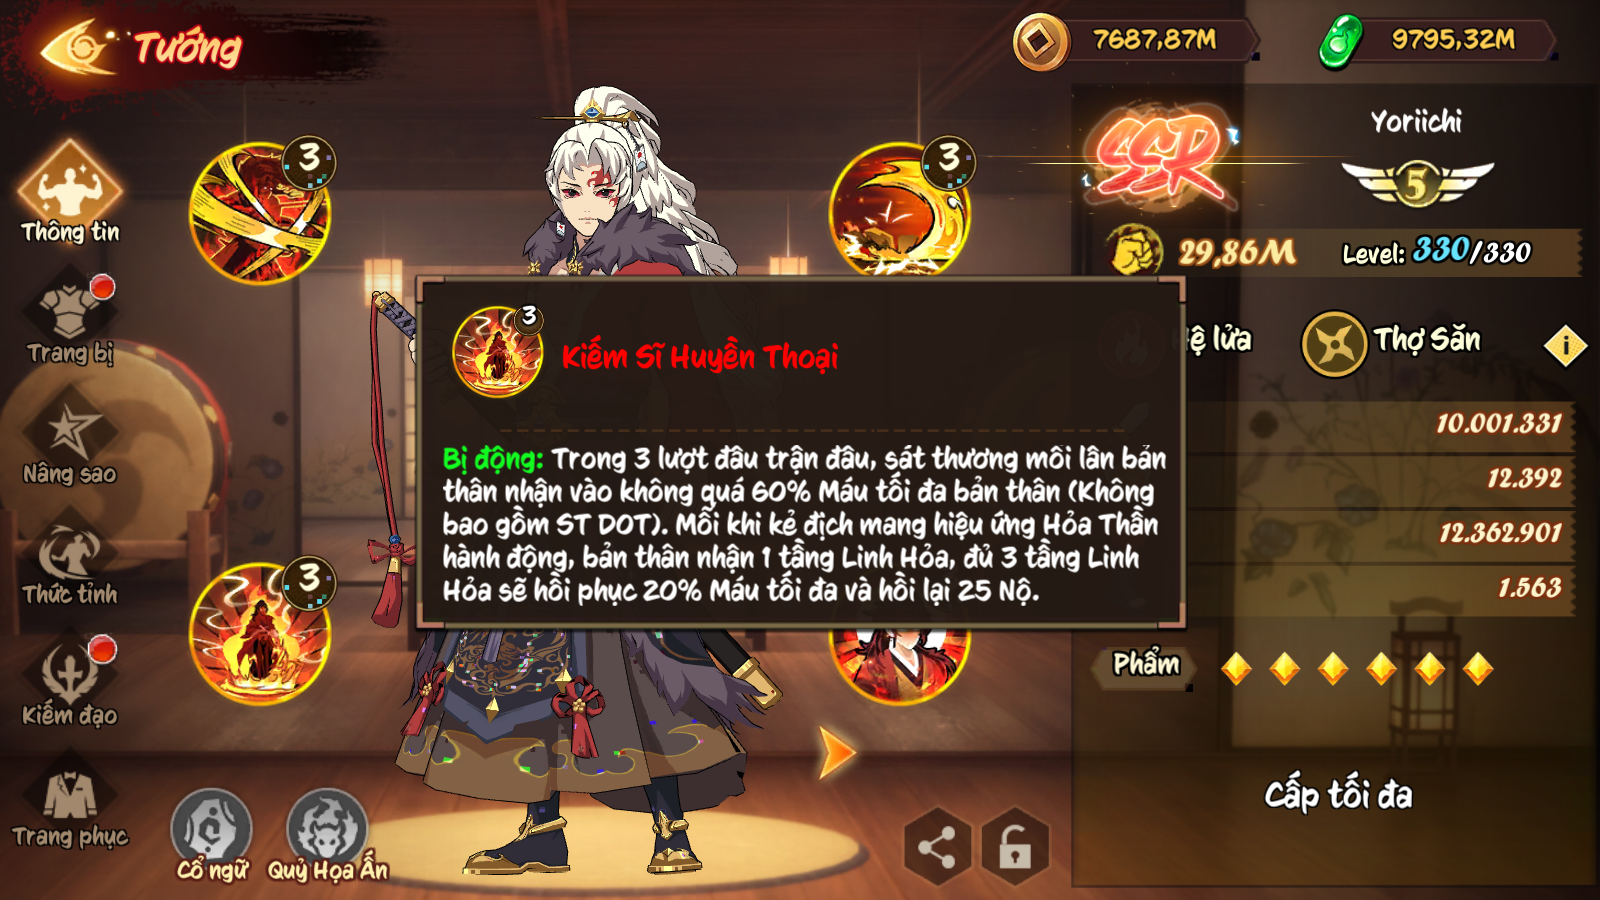 Tướng
7687,87M
9795,32M
Thông tin
Trang bị
Nâng sao
Thức tỉnh
Kiếm đạo
Trang phục
3
3
3
SSR
Yoriichi
5
29,86M
Level: 330/330
Hệ lửa
Thợ Săn
i
3
Kiếm Sĩ Huyền Thoại
Bị động: Trong 3 lượt đầu trận đấu, sát thương mỗi lần bản
thân nhận vào không quá 60% Máu tối đa bản thân (Không
bao gồm ST DOT). Mỗi khi kẻ địch mang hiệu ứng Hỏa Thần
hành động, bản thân nhận 1 tầng Linh Hỏa, đủ 3 tầng Linh
Hỏa sẽ hồi phục 20% Máu tối đa và hồi lại 25 Nộ.
10.001.331
12.392
12.362.901
1.563
Phẩm
Cấp tối đa
Cổ ngữ
Quỷ Họa Ấn